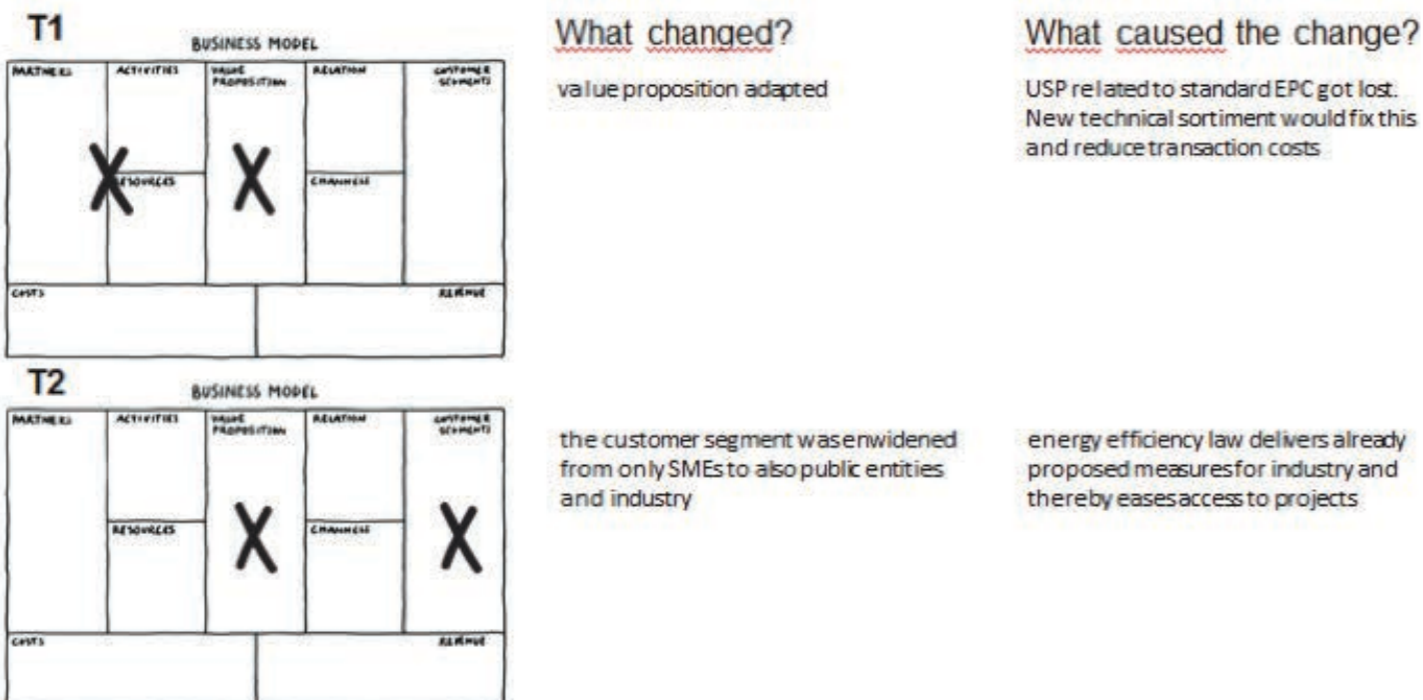 T1
BUSINESS MODEL
PARTNERS
ACTIVITIES
VALUE
PROPOSITION
RELATION
CUSTOMER
SEGMENTS
RESOURCES
CHANNELS
COSTS
REVENUE
What changed?
value proposition adapted
What caused the change?
USP related to standard EPC got lost.
New technical sortiment would fix this
and reduce transaction costs
T2
BUSINESS MODEL
PARTNERS
ACTIVITIES
VALUE
PROPOSITION
RELATION
CUSTOMER
SEGMENTS
RESOURCES
CHANNELS
COSTS
REVENUE
the customer segment was enwidened
from only SMEs to also public entities
and industry
energy efficiency law delivers already
proposed measures for industry and
thereby eases access to projects